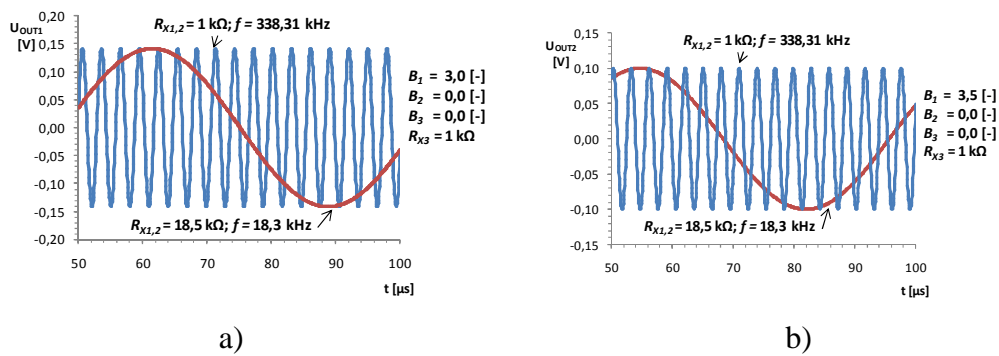 U_OUT1
[V]
0,20
0,15
0,10
0,05
0,00
-0,05
-0,10
-0,15
-0,20
50 60 70 80 90 100
t [µs]
R_X1,2 = 1 kΩ; f = 338,31 kHz
R_X1,2 = 18,5 kΩ; f = 18,3 kHz
B_1 = 3,0 [-]
B_2 = 0,0 [-]
B_3 = 0,0 [-]
R_X3 = 1 kΩ
a)
U_OUT2
[V]
0,15
0,10
0,05
0,00
-0,05
-0,10
-0,15
50 60 70 80 90 100
t [µs]
R_X1,2 = 1 kΩ; f = 338,31 kHz
R_X1,2 = 18,5 kΩ; f = 18,3 kHz
B_1 = 3,5 [-]
B_2 = 0,0 [-]
B_3 = 0,0 [-]
R_X3 = 1 kΩ
b)